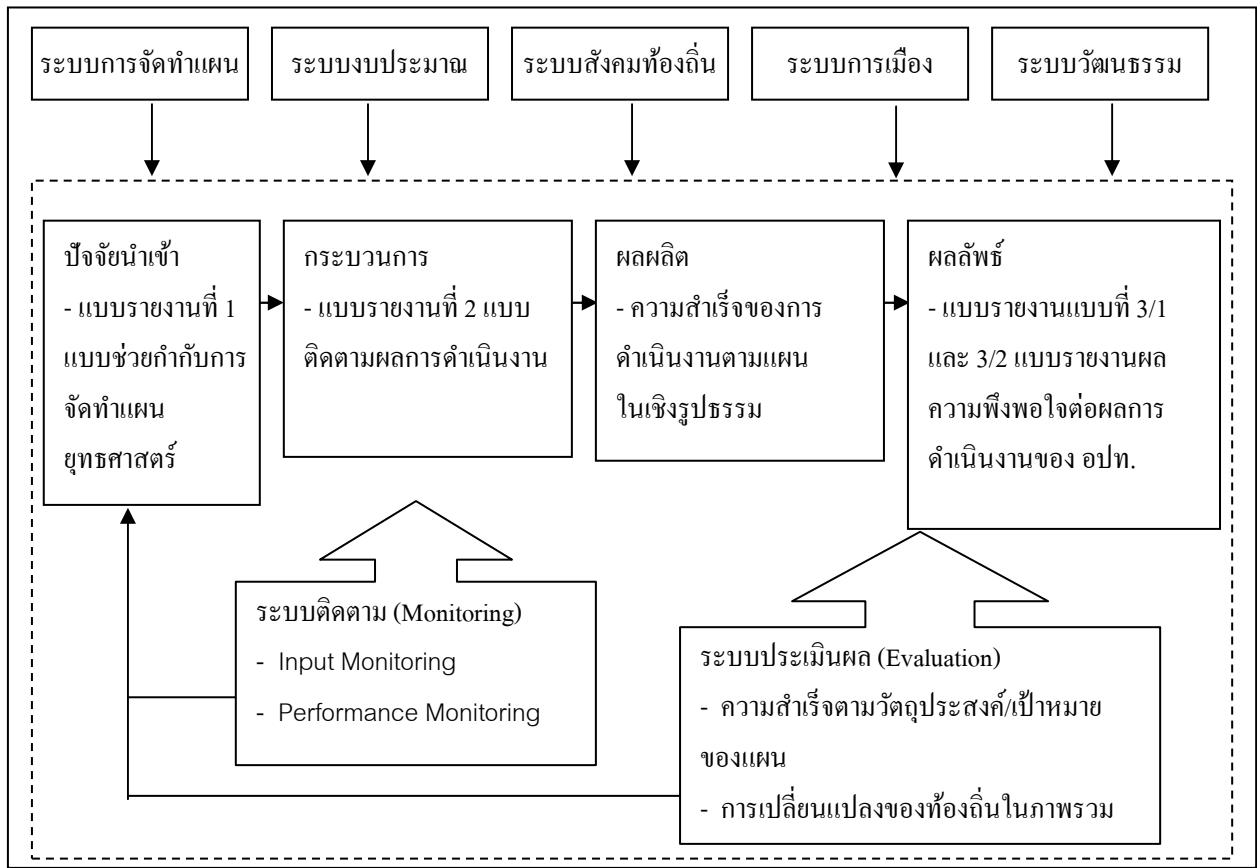 ระบบการจัดทำแผน
ระบบงบประมาณ
ระบบสังคมท้องถิ่น
ระบบการเมือง
ระบบวัฒนธรรม
ปัจจัยนำเข้า
- แบบรายงานที่ 1
แบบช่วยกำกับการ
จัดทำแผน
ยุทธศาสตร์
กระบวนการ
- แบบรายงานที่ 2 แบบ
ติดตามผลการดำเนินงาน
ผลผลิต
- ความสำเร็จของการ
ดำเนินงานตามแผน
ในเชิงรูปธรรม
ผลลัพธ์
- แบบรายงานแบบที่ 3/1
และ 3/2 แบบรายงานผล
ความพึงพอใจต่อผลการ
ดำเนินงานของ อปท.
ระบบติดตาม (Monitoring)
- Input Monitoring
- Performance Monitoring
ระบบประเมินผล (Evaluation)
- ความสำเร็จตามวัตถุประสงค์/เป้าหมาย
ของแผน
- การเปลี่ยนแปลงของท้องถิ่นในภาพรวม